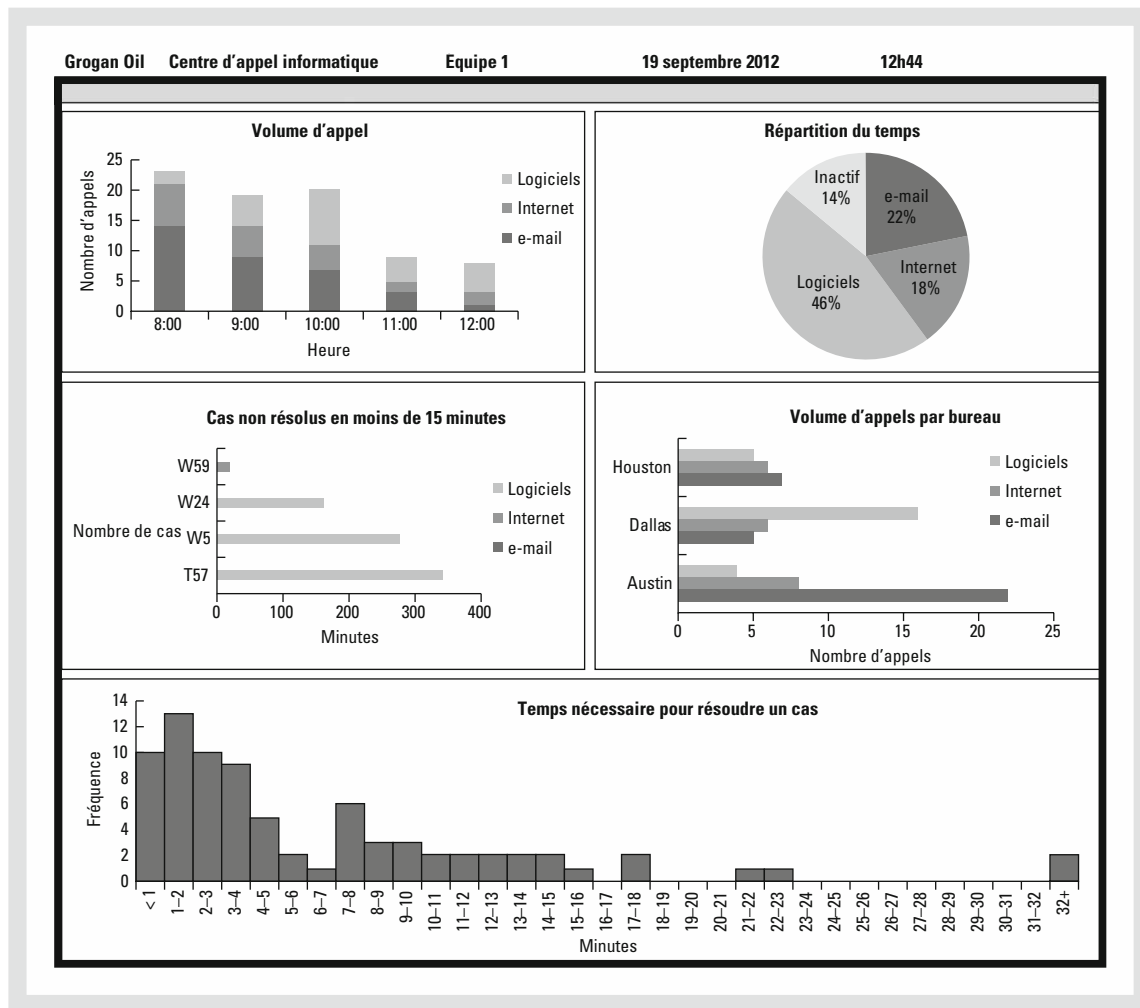 Grogan Oil Centre d'appel informatique Equipe 1 19 septembre 2012 12h44
Volume d'appel
Nombre d'appels
25
20
15
10
5
0
8:00 9:00 10:00 11:00 12:00
Heure
Logiciels
Internet
e-mail
Répartition du temps
Inactif
14%
e-mail
22%
Internet
18%
Logiciels
46%
Cas non résolus en moins de 15 minutes
Nombre de cas
W59
W24
W5
T57
0 100 200 300 400
Minutes
Logiciels
Internet
e-mail
Volume d'appels par bureau
Houston
Dallas
Austin
0 5 10 15 20 25
Nombre d'appels
Logiciels
Internet
e-mail
Temps nécessaire pour résoudre un cas
Fréquence
14
12
10
8
6
4
2
0
< 1 1–2 2–3 3–4 4–5 5–6 6–7 7–8 8–9 9–10 10–11 11–12 12–13 13–14 14–15 15–16 16–17 17–18 18–19 19–20 20–21 21–22 22–23 23–24 24–25 25–26 26–27 27–28 28–29 29–30 30–31 31–32 32+
Minutes